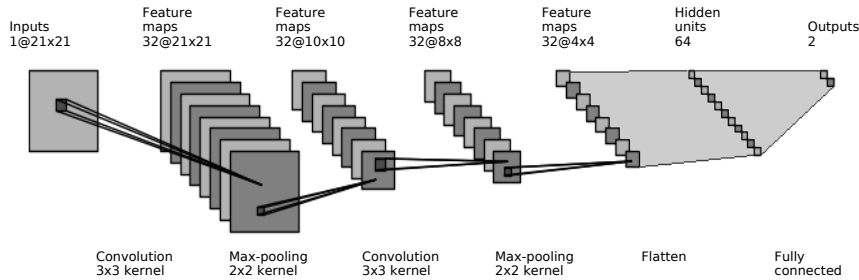 Inputs
1@21x21
Feature
maps
32@21x21
Feature
maps
32@10x10
Feature
maps
32@8x8
Feature
maps
32@4x4
Hidden
units
64
Outputs
2
Convolution
3x3 kernel
Max-pooling
2x2 kernel
Convolution
3x3 kernel
Max-pooling
2x2 kernel
Flatten
Fully
connected